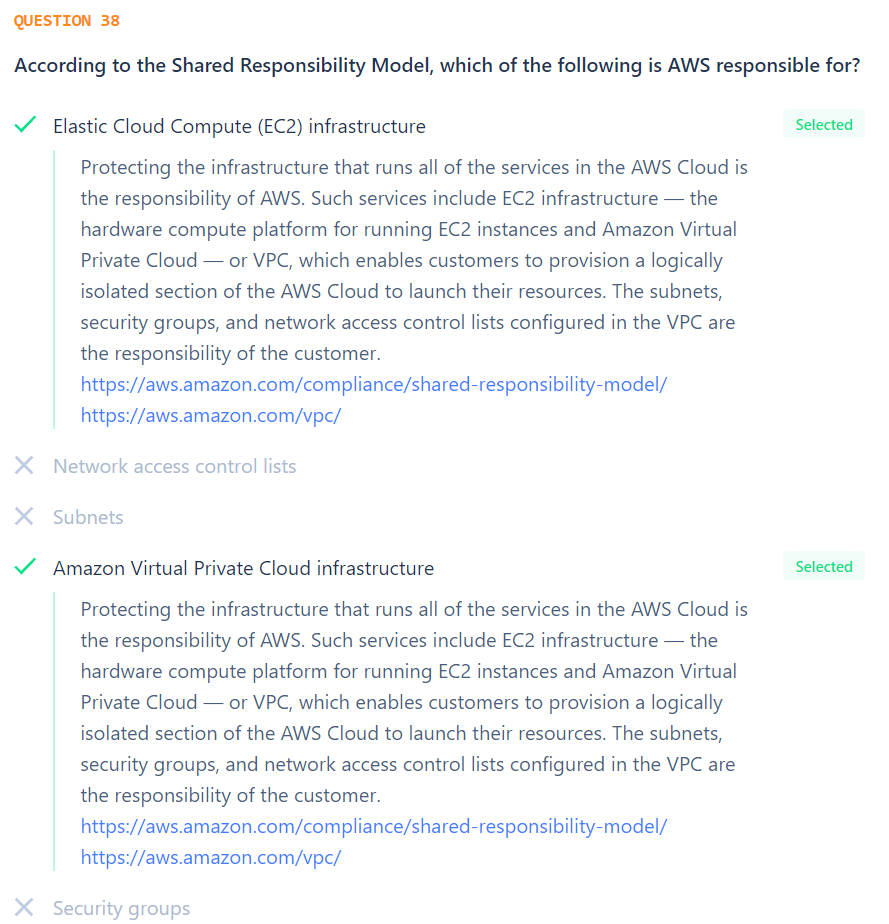 QUESTION 38
According to the Shared Responsibility Model, which of the following is AWS responsible for?
Elastic Cloud Compute (EC2) infrastructure
Selected
Protecting the infrastructure that runs all of the services in the AWS Cloud is
the responsibility of AWS. Such services include EC2 infrastructure — the
hardware compute platform for running EC2 instances and Amazon Virtual
Private Cloud — or VPC, which enables customers to provision a logically
isolated section of the AWS Cloud to launch their resources. The subnets,
security groups, and network access control lists configured in the VPC are
the responsibility of the customer.
https://aws.amazon.com/compliance/shared-responsibility-model/
https://aws.amazon.com/vpc/
Network access control lists
Subnets
Amazon Virtual Private Cloud infrastructure
Selected
Protecting the infrastructure that runs all of the services in the AWS Cloud is
the responsibility of AWS. Such services include EC2 infrastructure — the
hardware compute platform for running EC2 instances and Amazon Virtual
Private Cloud — or VPC, which enables customers to provision a logically
isolated section of the AWS Cloud to launch their resources. The subnets,
security groups, and network access control lists configured in the VPC are
the responsibility of the customer.
https://aws.amazon.com/compliance/shared-responsibility-model/
https://aws.amazon.com/vpc/
Security groups